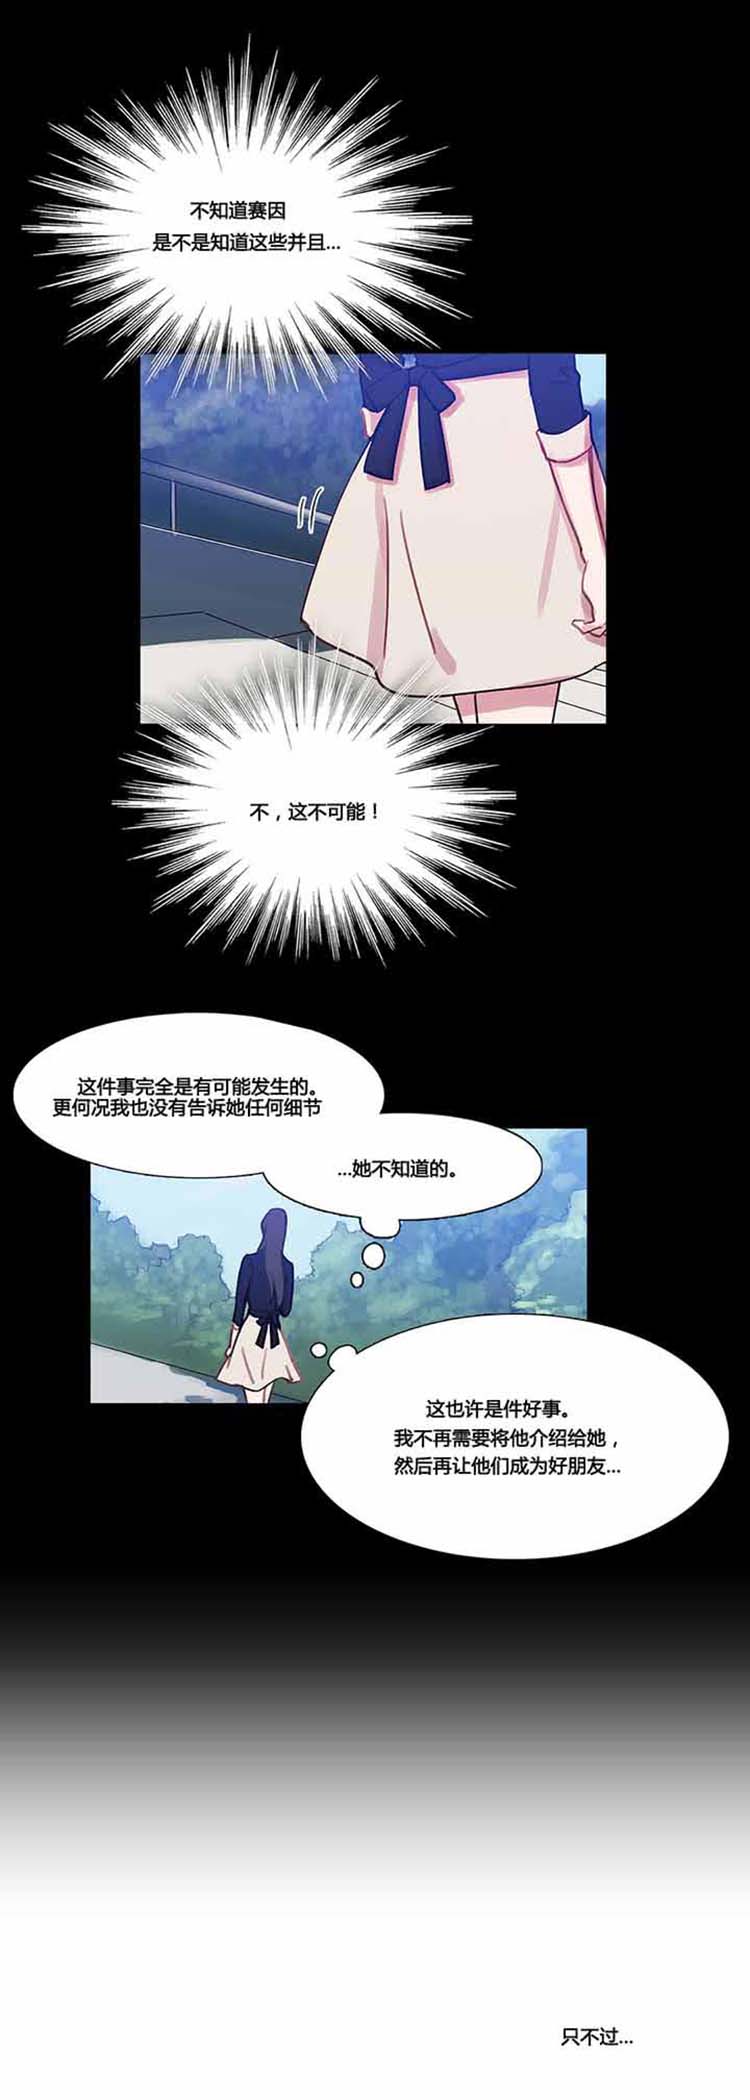 不知道赛因
是不是知道这些并且...
不，这不可能！
这件事完全是有可能发生的。
更何况我也没有告诉她任何细节
...她不知道的。
这也许是件好事。
我不再需要将他介绍给她，
然后再让他们成为好朋友...
只不过...